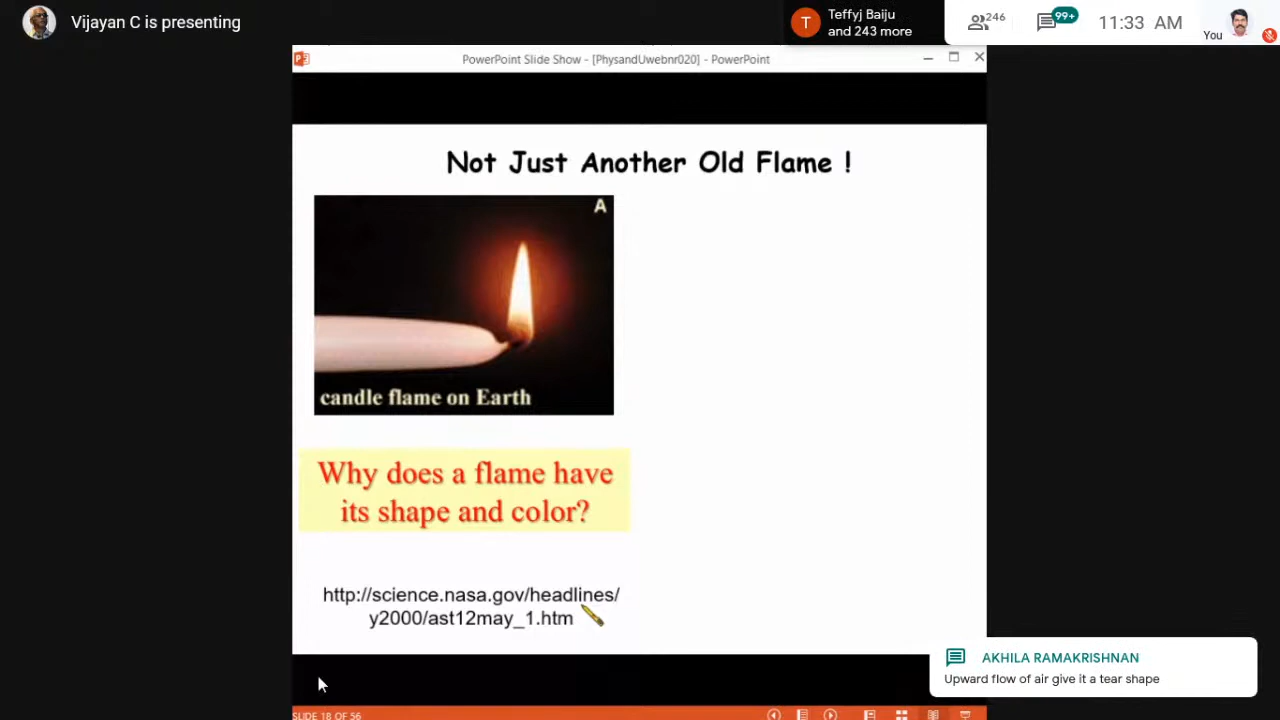 Vijayan C is presenting
T
Teffyj Baiju
and 243 more
246
99+
11:33 AM
You
PowerPoint Slide Show - [PhysandUwebnr020] - PowerPoint
Not Just Another Old Flame !
A
candle flame on Earth
Why does a flame have
its shape and color?
http://science.nasa.gov/headlines/
y2000/ast12may_1.htm
AKHILA RAMAKRISHNAN
Upward flow of air give it a tear shape
SLIDE 18 OF 56